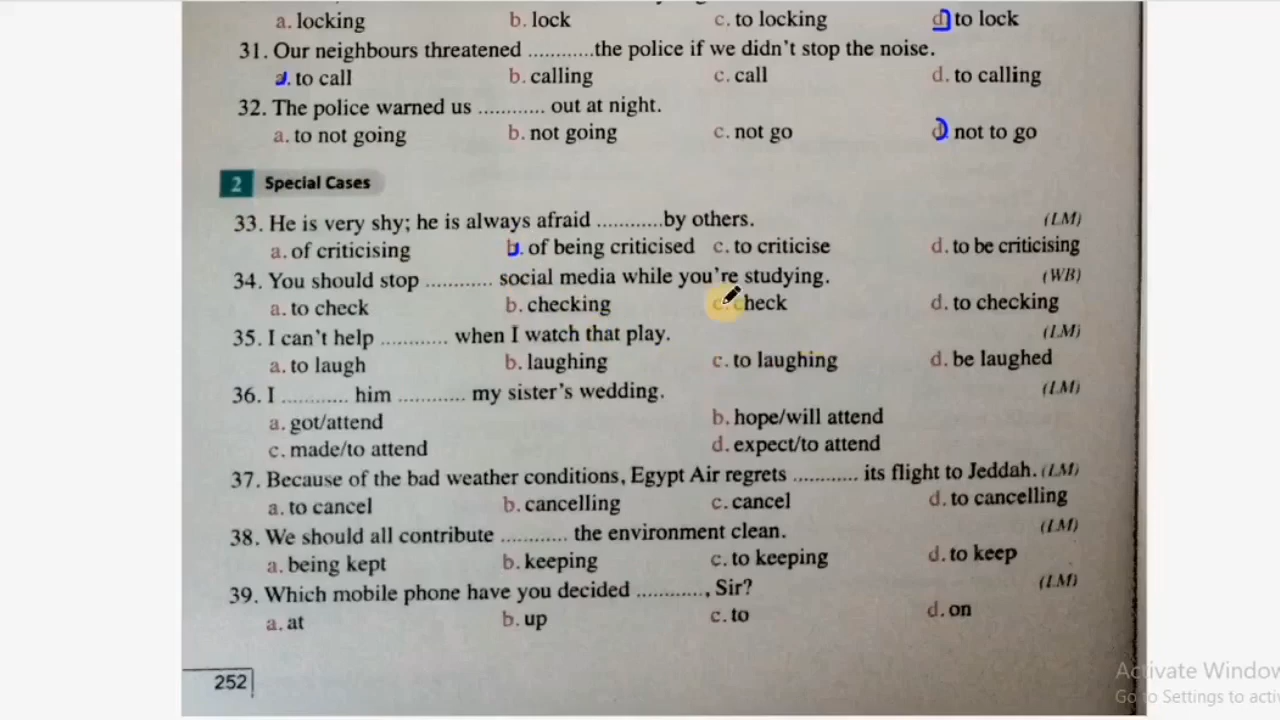 a. locking b. lock c. to locking d. to lock
31. Our neighbours threatened ............the police if we didn't stop the noise.
a. to call b. calling c. call d. to calling
32. The police warned us ............ out at night.
a. to not going b. not going c. not go d. not to go
2 Special Cases
33. He is very shy; he is always afraid ............by others. (LM)
a. of criticising b. of being criticised c. to criticise d. to be criticising
34. You should stop ............ social media while you're studying. (WB)
a. to check b. checking c. check d. to checking
35. I can't help ............ when I watch that play. (LM)
a. to laugh b. laughing c. to laughing d. be laughed
36. I ............ him ............ my sister's wedding. (LM)
a. got/attend b. hope/will attend
c. made/to attend d. expect/to attend
37. Because of the bad weather conditions, Egypt Air regrets ............ its flight to Jeddah. (LM)
a. to cancel b. cancelling c. cancel d. to cancelling
38. We should all contribute ............ the environment clean. (LM)
a. being kept b. keeping c. to keeping d. to keep
39. Which mobile phone have you decided ............, Sir? (LM)
a. at b. up c. to d. on
252
Activate Window
Go to Settings to activ